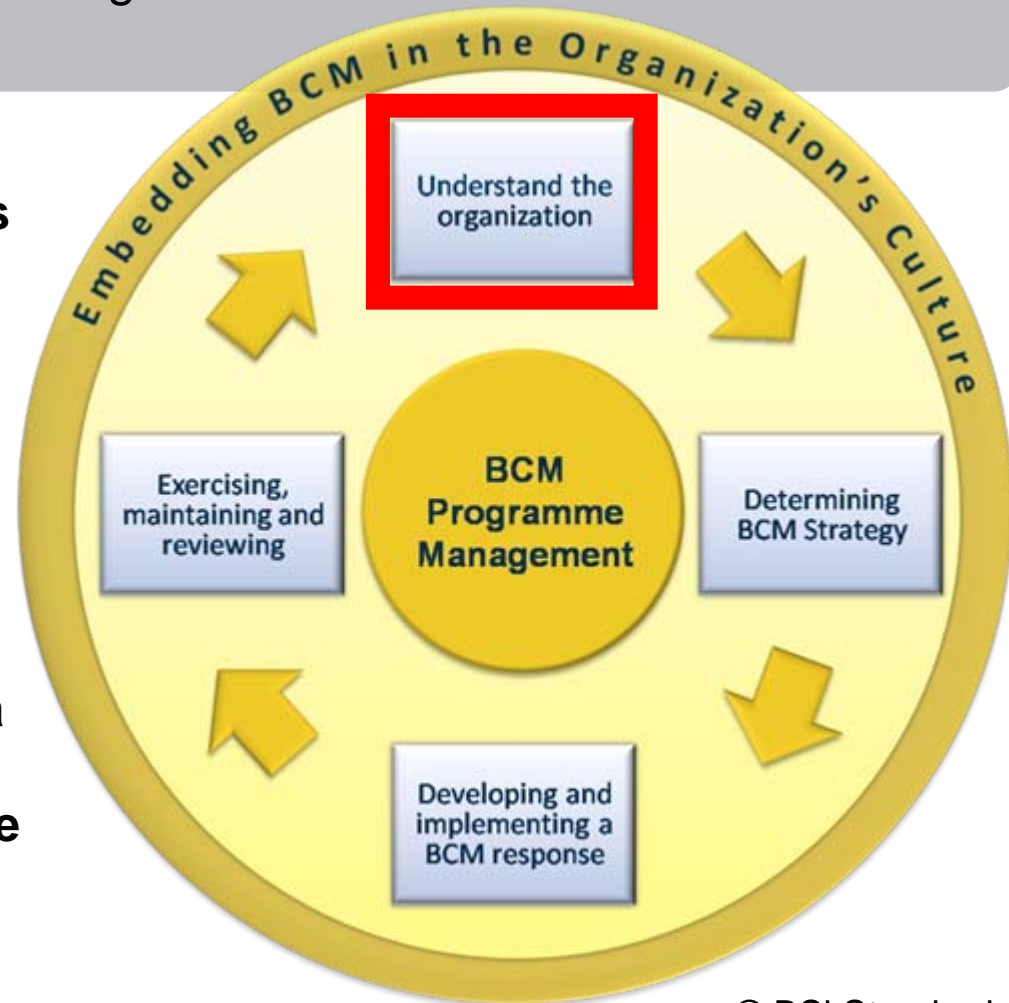 g
Embedding BCM in the Organization's Culture
Understand the
organization
s
Exercising,
maintaining and
reviewing
BCM
Programme
Management
Determining
BCM Strategy
Developing and
implementing a
BCM response
e